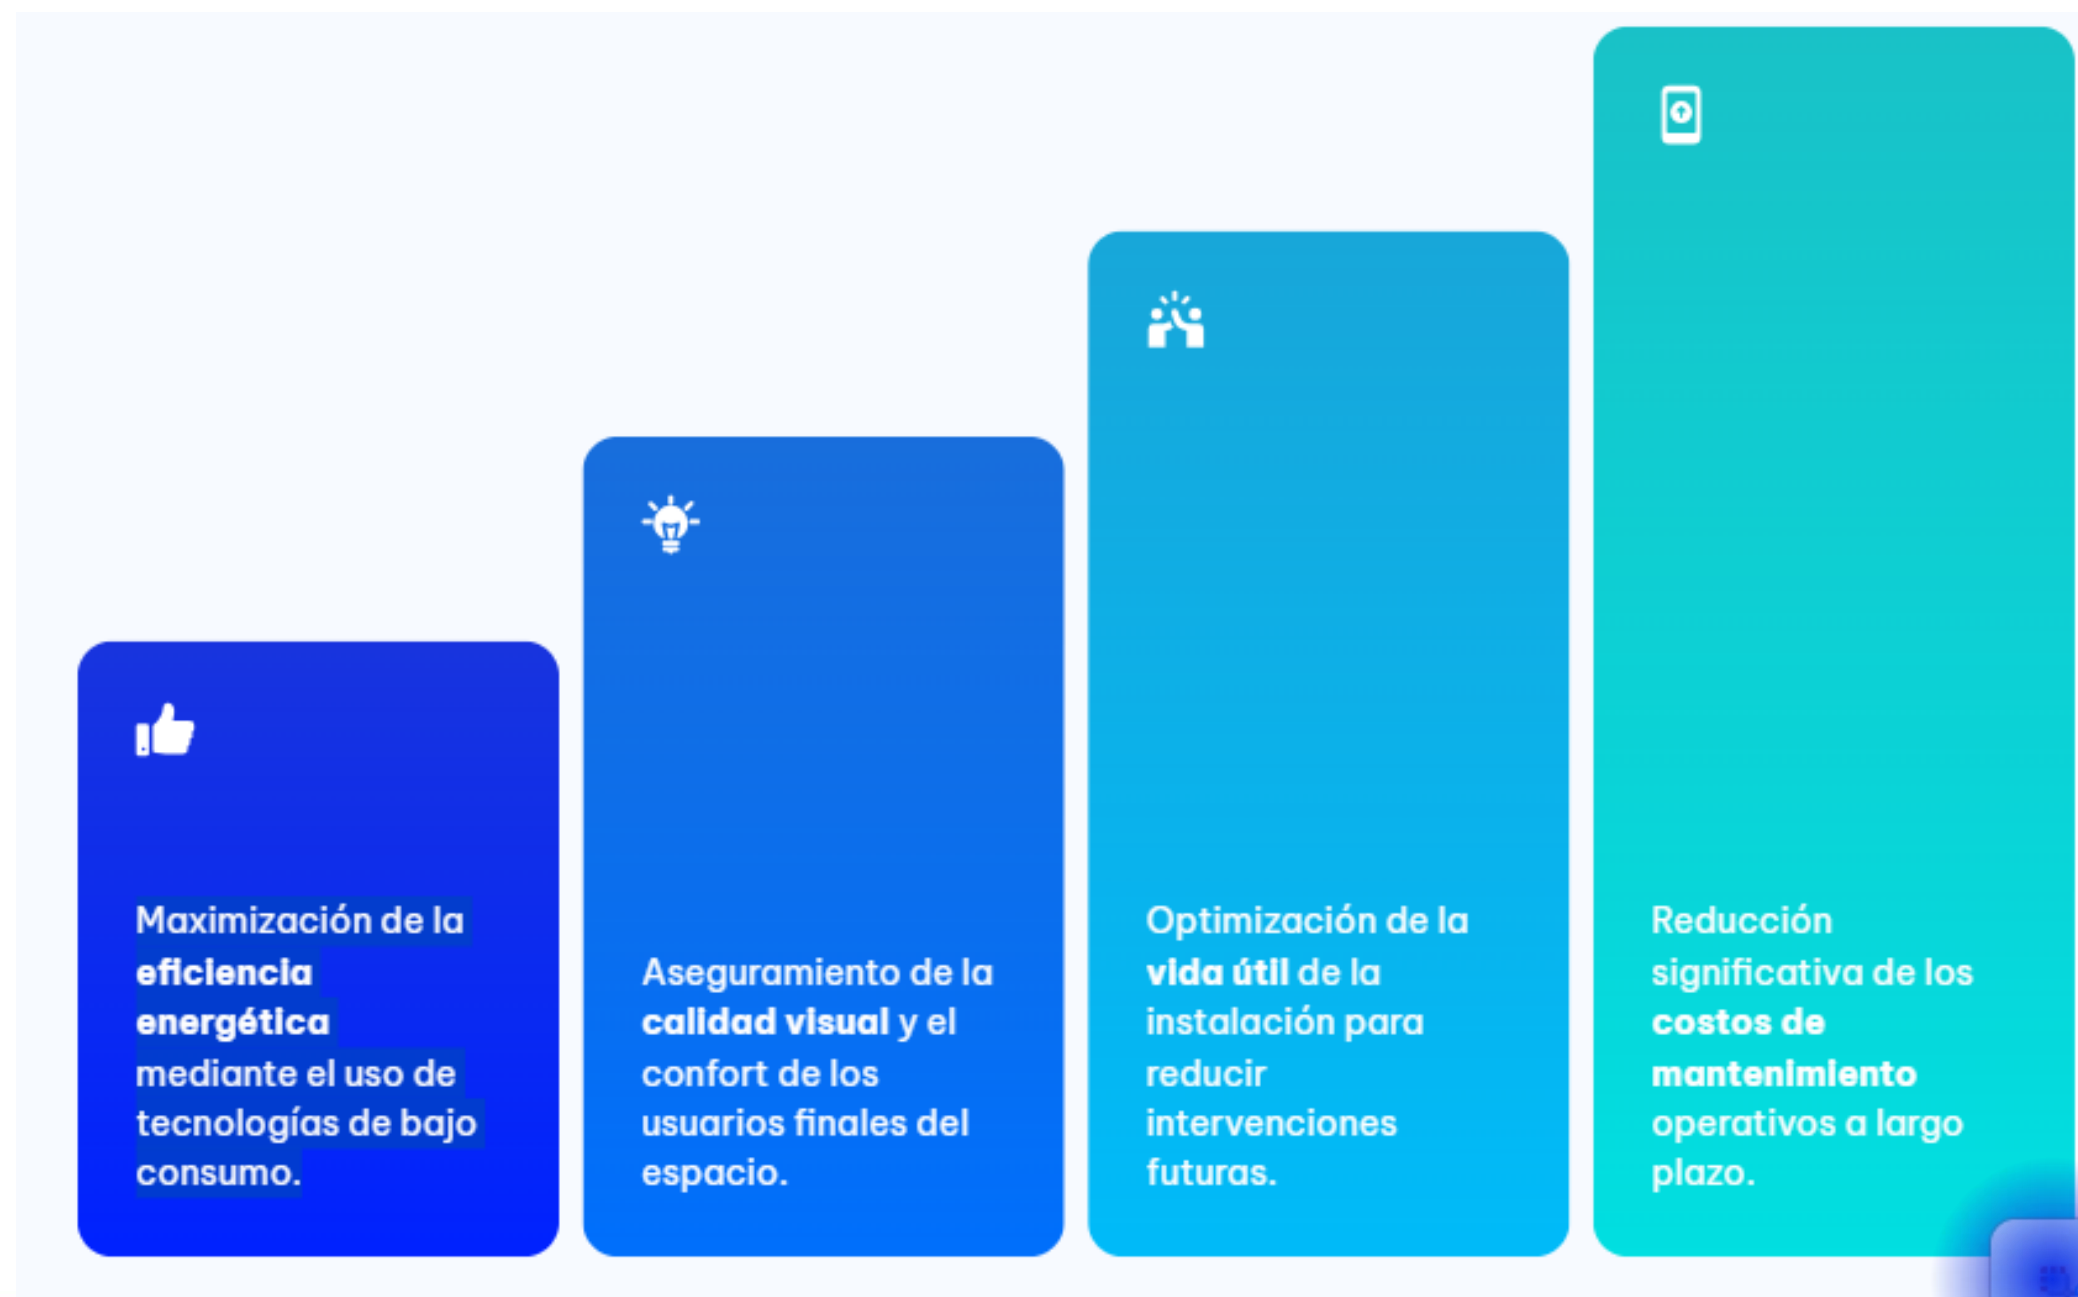 Maximización de la
eficiencia
energética
mediante el uso de
tecnologías de bajo
consumo.
Aseguramiento de la
calidad visual y el
confort de los
usuarios finales del
espacio.
Optimización de la
vida útil de la
instalación para
reducir
intervenciones
futuras.
Reducción
significativa de los
costos de
mantenimiento
operativos a largo
plazo.